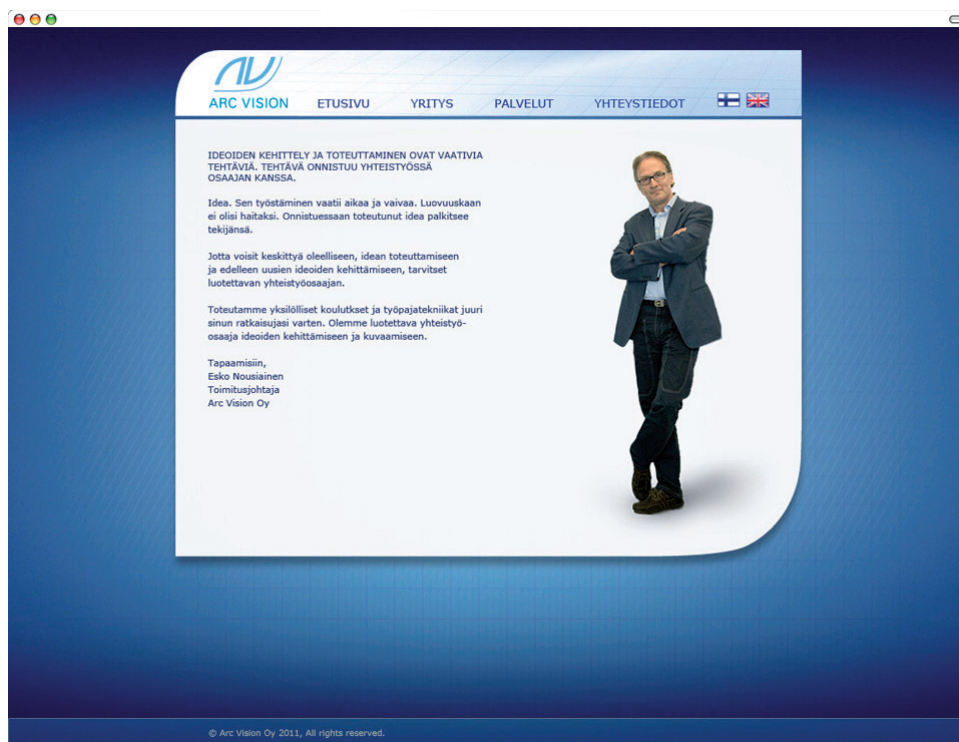 ARC VISION ETUSIVU YRITYS PALVELUT YHTEYSTIEDOT
IDEOIDEN KEHITTELY JA TOTEUTTAMINEN OVAT VAATIVIA
TEHTÄVIÄ. TEHTÄVÄ ONNISTUU YHTEISTYÖSSÄ
OSAAJAN KANSSA.
Idea. Sen työstäminen vaatii aikaa ja vaivaa. Luovuuskaan
ei olisi haitaksi. Onnistuessaan toteutunut idea palkitsee
tekijänsä.
Jotta voisit keskittyä oleelliseen, idean toteuttamiseen
ja edelleen uusien ideoiden kehittämiseen, tarvitset
luotettavan yhteistyöosaajan.
Toteutamme yksilölliset koulutkset ja työpajatekniikat juuri
sinun ratkaisujasi varten. Olemme luotettava yhteistyö-
osaaja ideoiden kehittämiseen ja kuvaamiseen.
Tapaamisiin,
Esko Nousiainen
Toimitusjohtaja
Arc Vision Oy
© Arc Vision Oy 2011, All rights reserved.